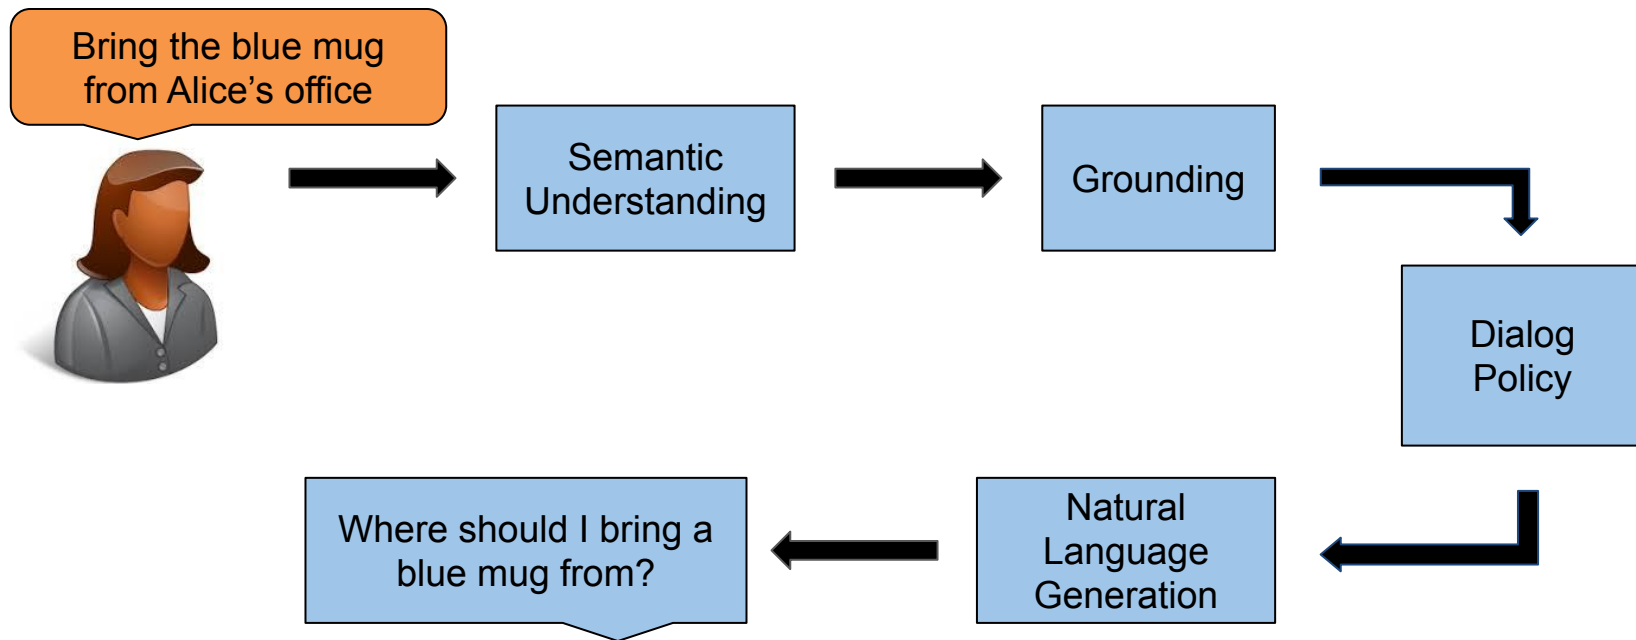 Bring the blue mug
from Alice’s office
Semantic
Understanding
Grounding
Dialog
Policy
Natural
Language
Generation
Where should I bring a
blue mug from?